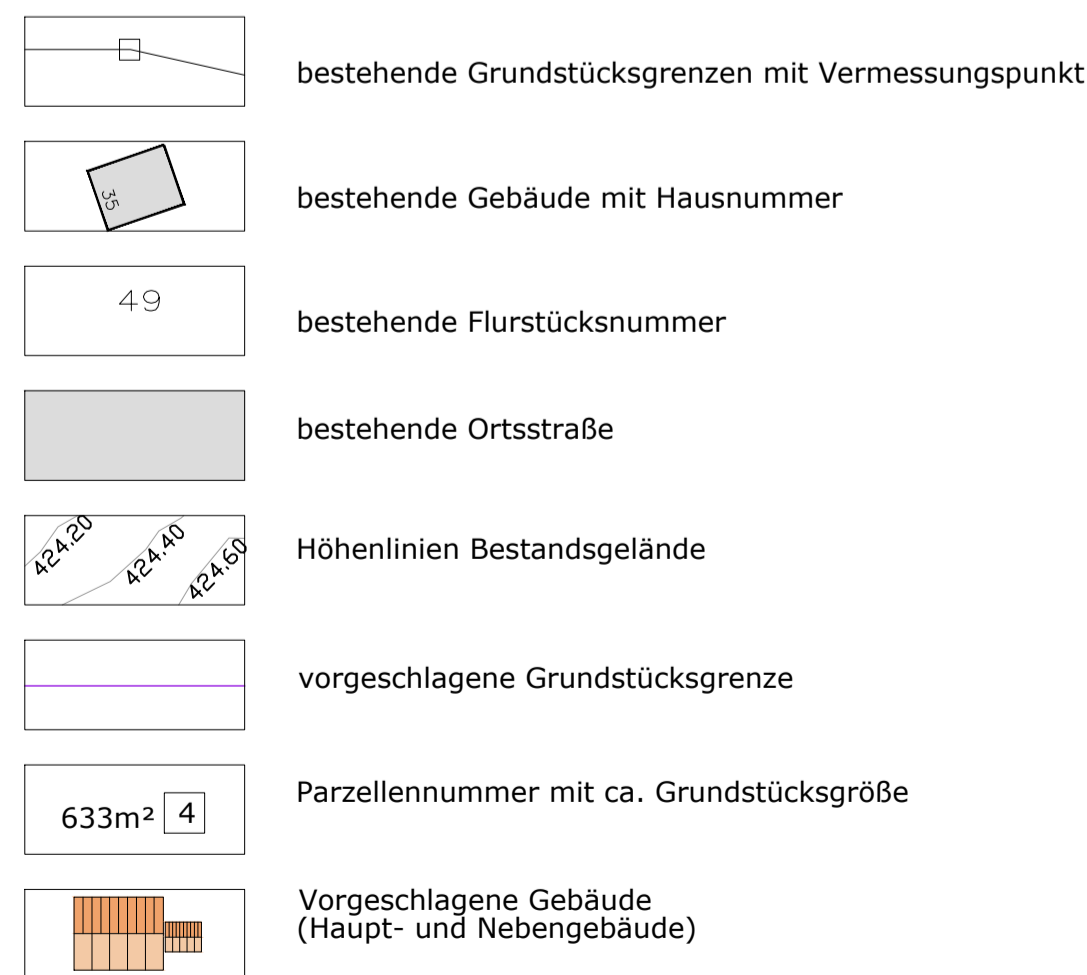 bestehende Grundstücksgrenzen mit Vermessungspunkt
35
bestehende Gebäude mit Hausnummer
49
bestehende Flurstücksnummer
bestehende Ortsstraße
424.20
424.40
424.60
Höhenlinien Bestandsgelände
vorgeschlagene Grundstücksgrenze
633m² 4
Parzellennummer mit ca. Grundstücksgröße
Vorgeschlagene Gebäude
(Haupt- und Nebengebäude)